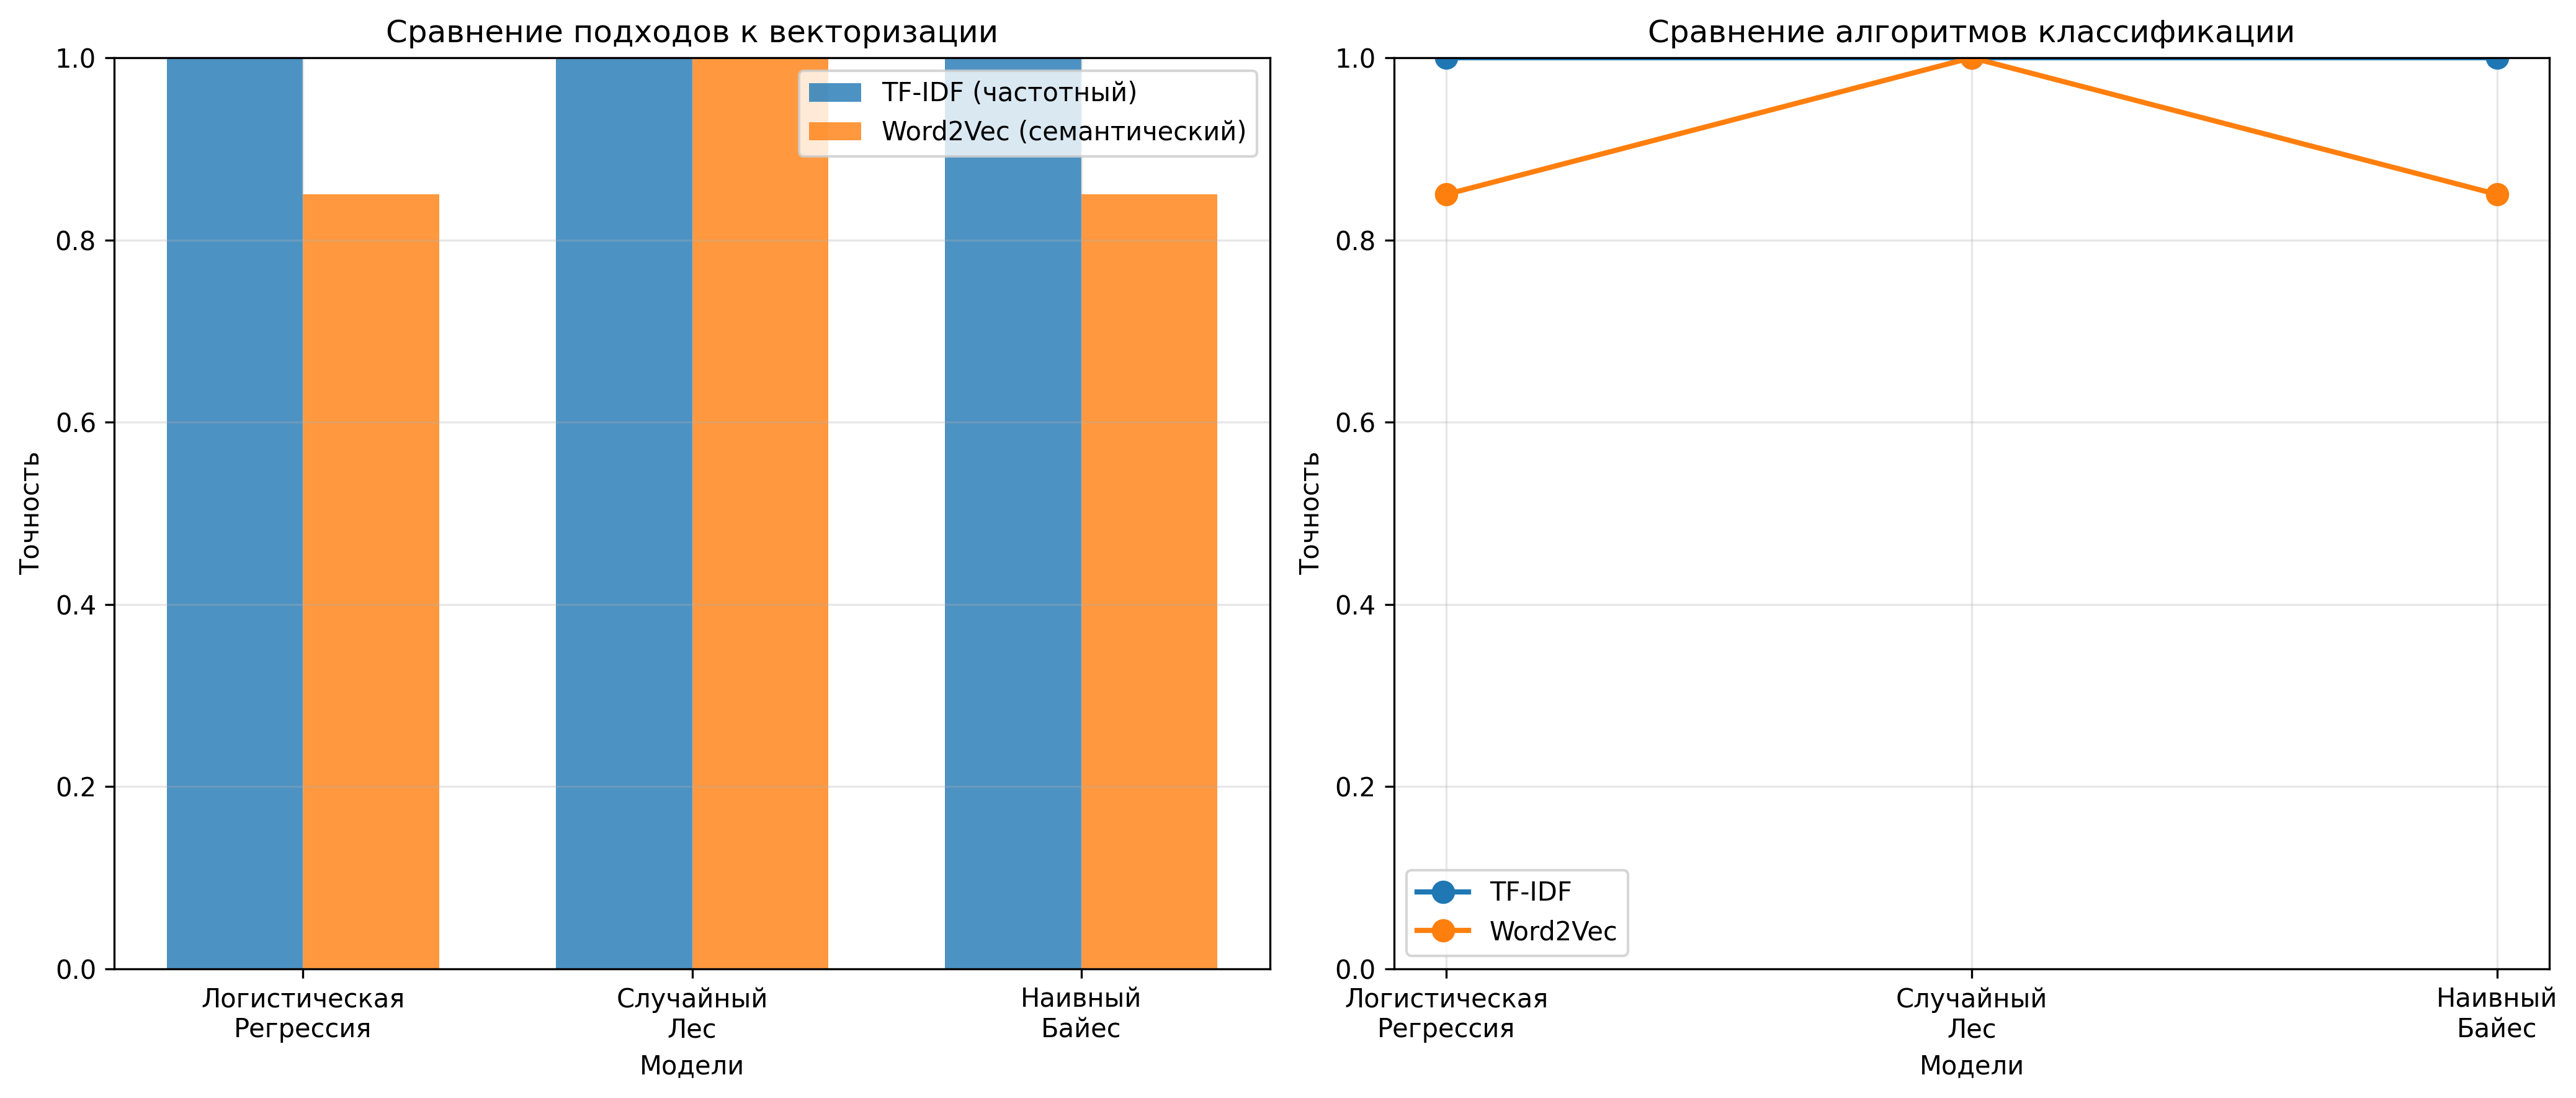 Сравнение подходов к векторизации
1.0
0.8
0.6
0.4
0.2
0.0
Точность
TF-IDF (частотный)
Word2Vec (семантический)
Логистическая
Регрессия
Случайный
Лес
Наивный
Байес
Модели
Сравнение алгоритмов классификации
1.0
0.8
0.6
0.4
0.2
0.0
Точность
TF-IDF
Word2Vec
Логистическая
Регрессия
Случайный
Лес
Наивный
Байес
Модели